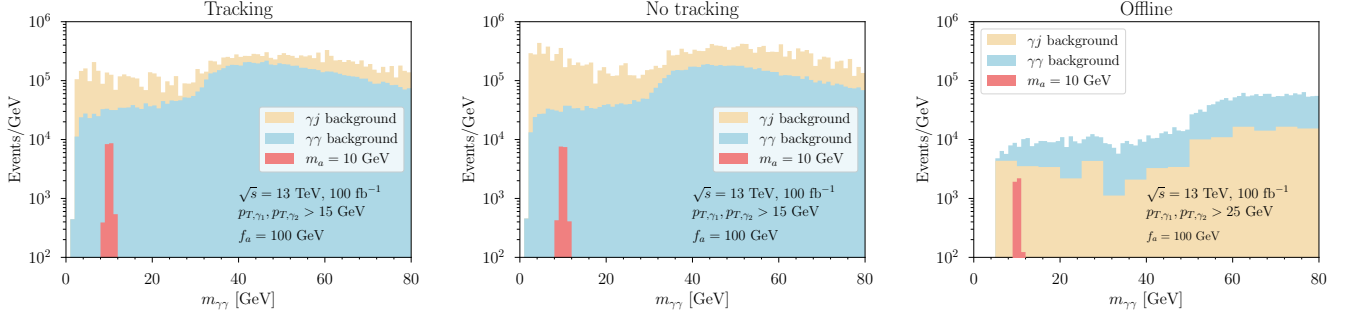 Tracking
10^6
10^5
10^4
10^3
10^2
Events/GeV
γj background
γγ background
m_a = 10 GeV
√s = 13 TeV, 100 fb^−1
p_{T,γ1}, p_{T,γ2} > 15 GeV
f_a = 100 GeV
0 20 40 60 80
m_γγ [GeV]
No tracking
10^6
10^5
10^4
10^3
10^2
Events/GeV
γj background
γγ background
m_a = 10 GeV
√s = 13 TeV, 100 fb^−1
p_{T,γ1}, p_{T,γ2} > 15 GeV
f_a = 100 GeV
0 20 40 60 80
m_γγ [GeV]
Offline
10^6
10^5
10^4
10^3
10^2
Events/GeV
γj background
γγ background
m_a = 10 GeV
√s = 13 TeV, 100 fb^−1
p_{T,γ1}, p_{T,γ2} > 25 GeV
f_a = 100 GeV
0 20 40 60 80
m_γγ [GeV]